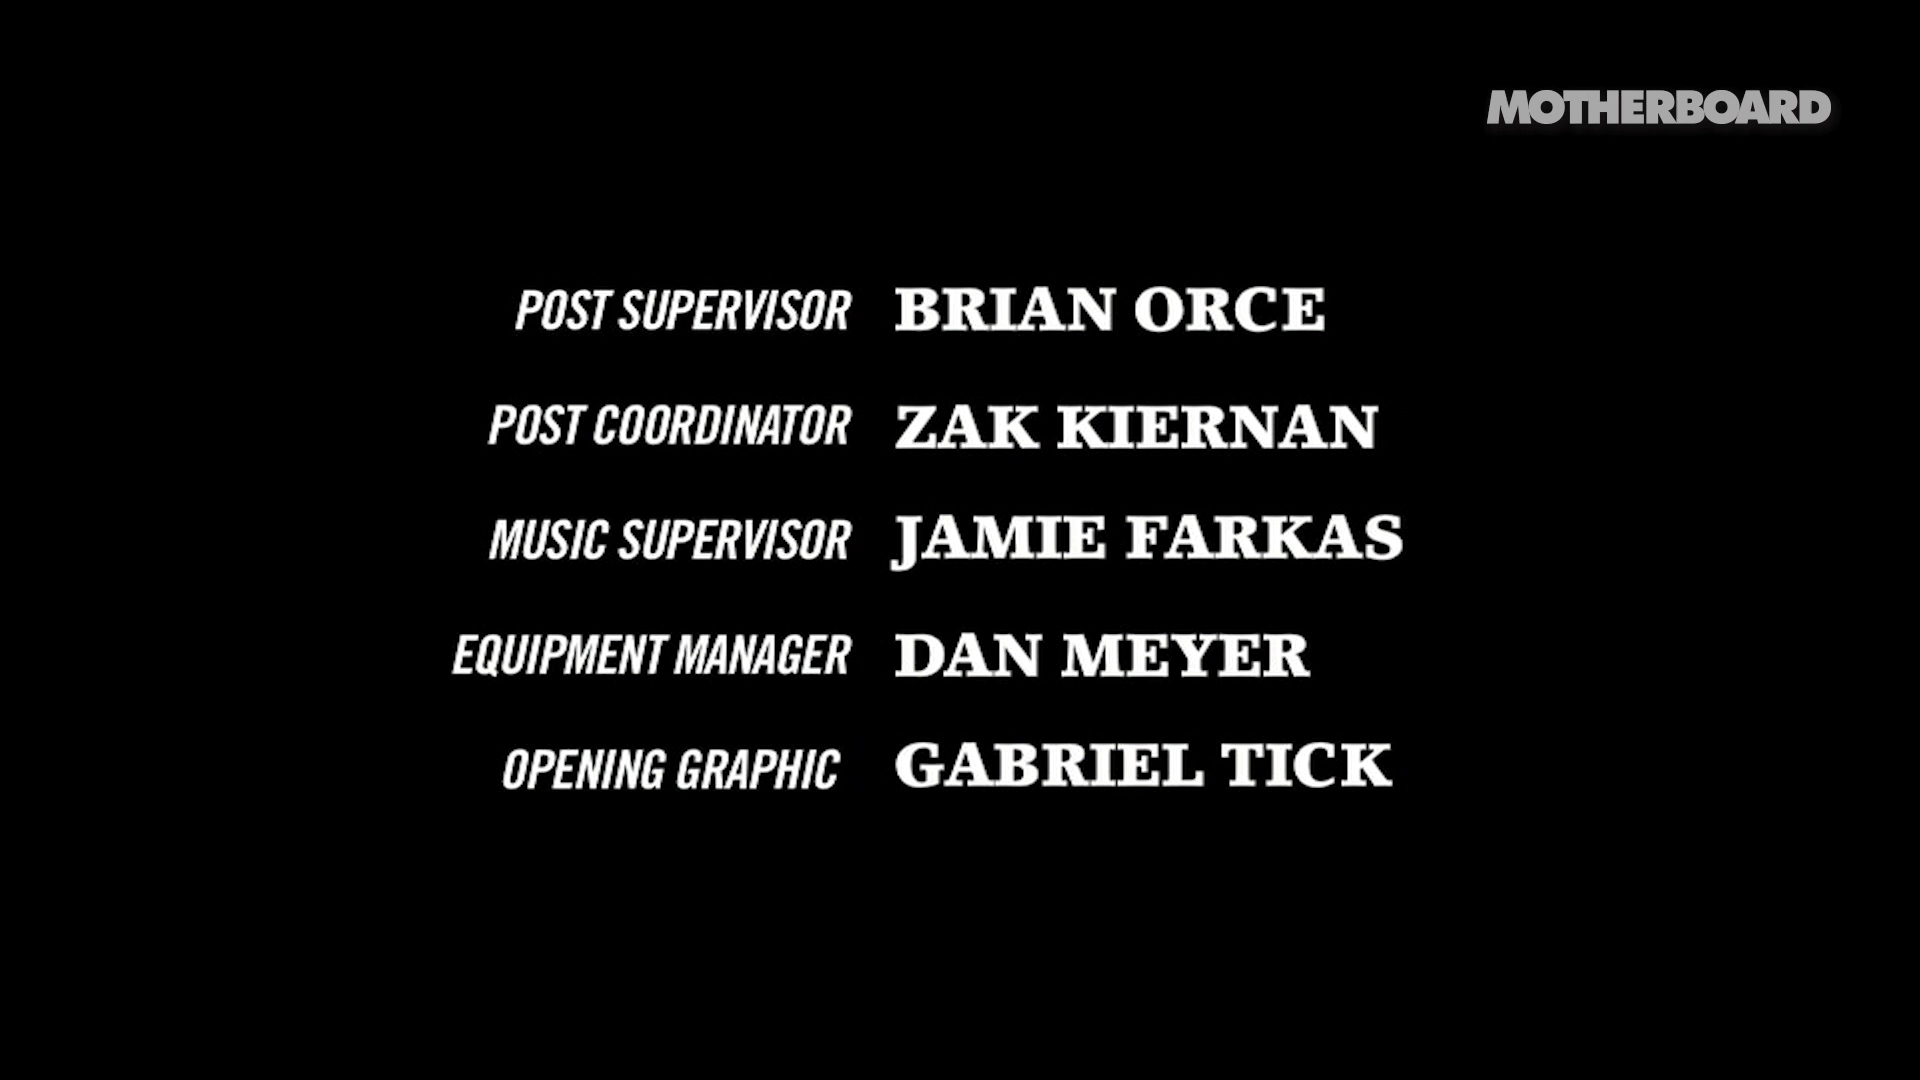 MOTHERBOARD
POST SUPERVISOR BRIAN ORCE
POST COORDINATOR ZAK KIERNAN
MUSIC SUPERVISOR JAMIE FARKAS
EQUIPMENT MANAGER DAN MEYER
OPENING GRAPHIC GABRIEL TICK